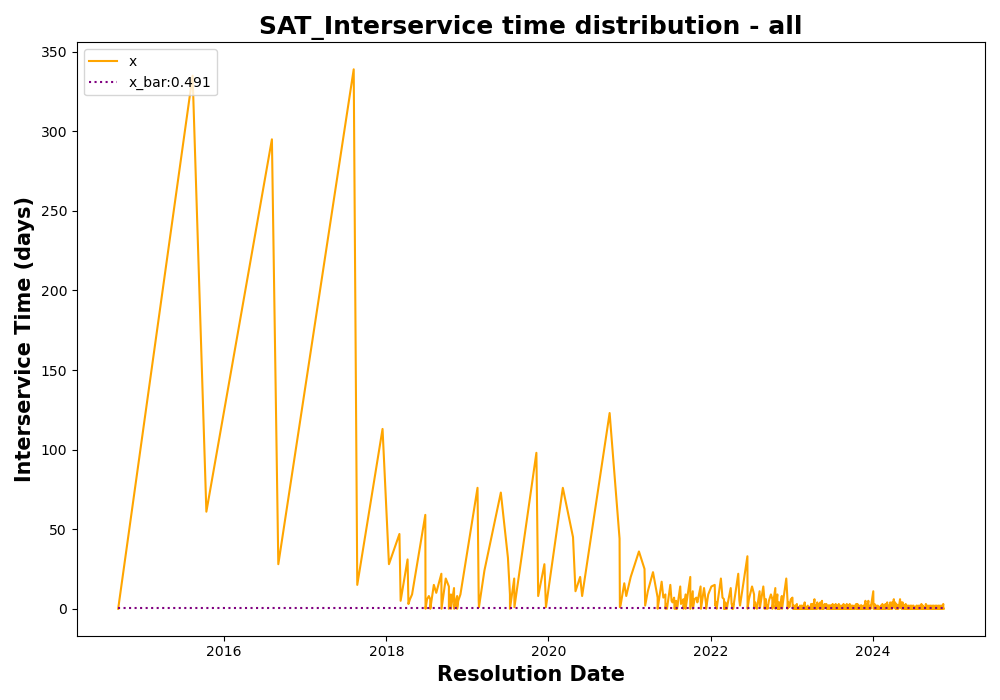 SAT_Interservice time distribution - all
x
x_bar:0.491
Interservice Time (days)
350
300
250
200
150
100
50
0
2016 2018 2020 2022 2024
Resolution Date